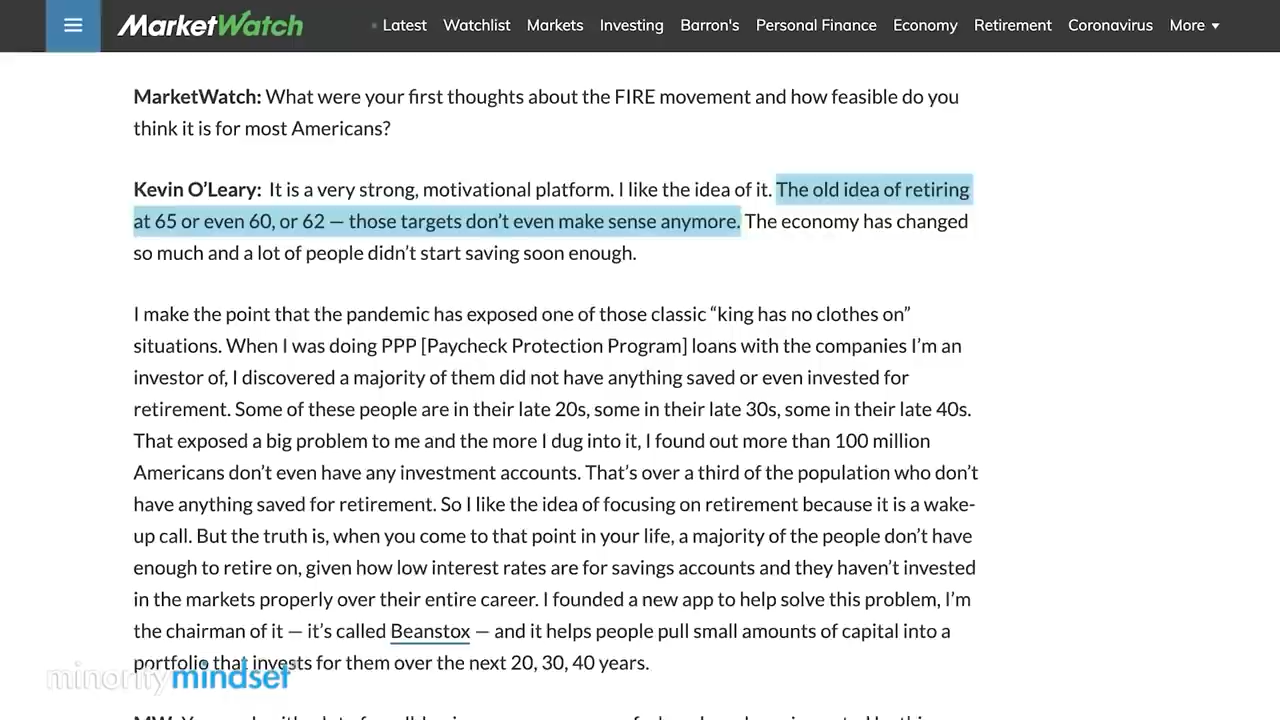 MarketWatch
Latest Watchlist Markets Investing Barron's Personal Finance Economy Retirement Coronavirus More
MarketWatch: What were your first thoughts about the FIRE movement and how feasible do you
think it is for most Americans?
Kevin O’Leary: It is a very strong, motivational platform. I like the idea of it. The old idea of retiring
at 65 or even 60, or 62 — those targets don’t even make sense anymore. The economy has changed
so much and a lot of people didn’t start saving soon enough.
I make the point that the pandemic has exposed one of those classic “king has no clothes on”
situations. When I was doing PPP [Paycheck Protection Program] loans with the companies I’m an
investor of, I discovered a majority of them did not have anything saved or even invested for
retirement. Some of these people are in their late 20s, some in their late 30s, some in their late 40s.
That exposed a big problem to me and the more I dug into it, I found out more than 100 million
Americans don’t even have any investment accounts. That’s over a third of the population who don’t
have anything saved for retirement. So I like the idea of focusing on retirement because it is a wake-
up call. But the truth is, when you come to that point in your life, a majority of the people don’t have
enough to retire on, given how low interest rates are for savings accounts and they haven’t invested
in the markets properly over their entire career. I founded a new app to help solve this problem, I’m
the chairman of it — it’s called Beanstox — and it helps people pull small amounts of capital into a
portfolio that invests for them over the next 20, 30, 40 years.
minority mindset